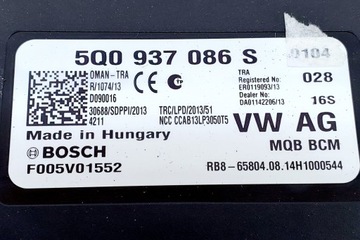 5Q0 937 086 S
0104
OMAN-TRA
R/1074/13
D090016
TRA
Registered No:
ER0119093/13
Dealer No:
DA01142206/13
028
16S
30688/SDPPI/2013
4211
TRC/LPD/2013/51
NCC CCAB13LP3050T5
Made in Hungary
VW AG
BOSCH
MQB BCM
F005V01552
RB8-65804.08.14H1000544